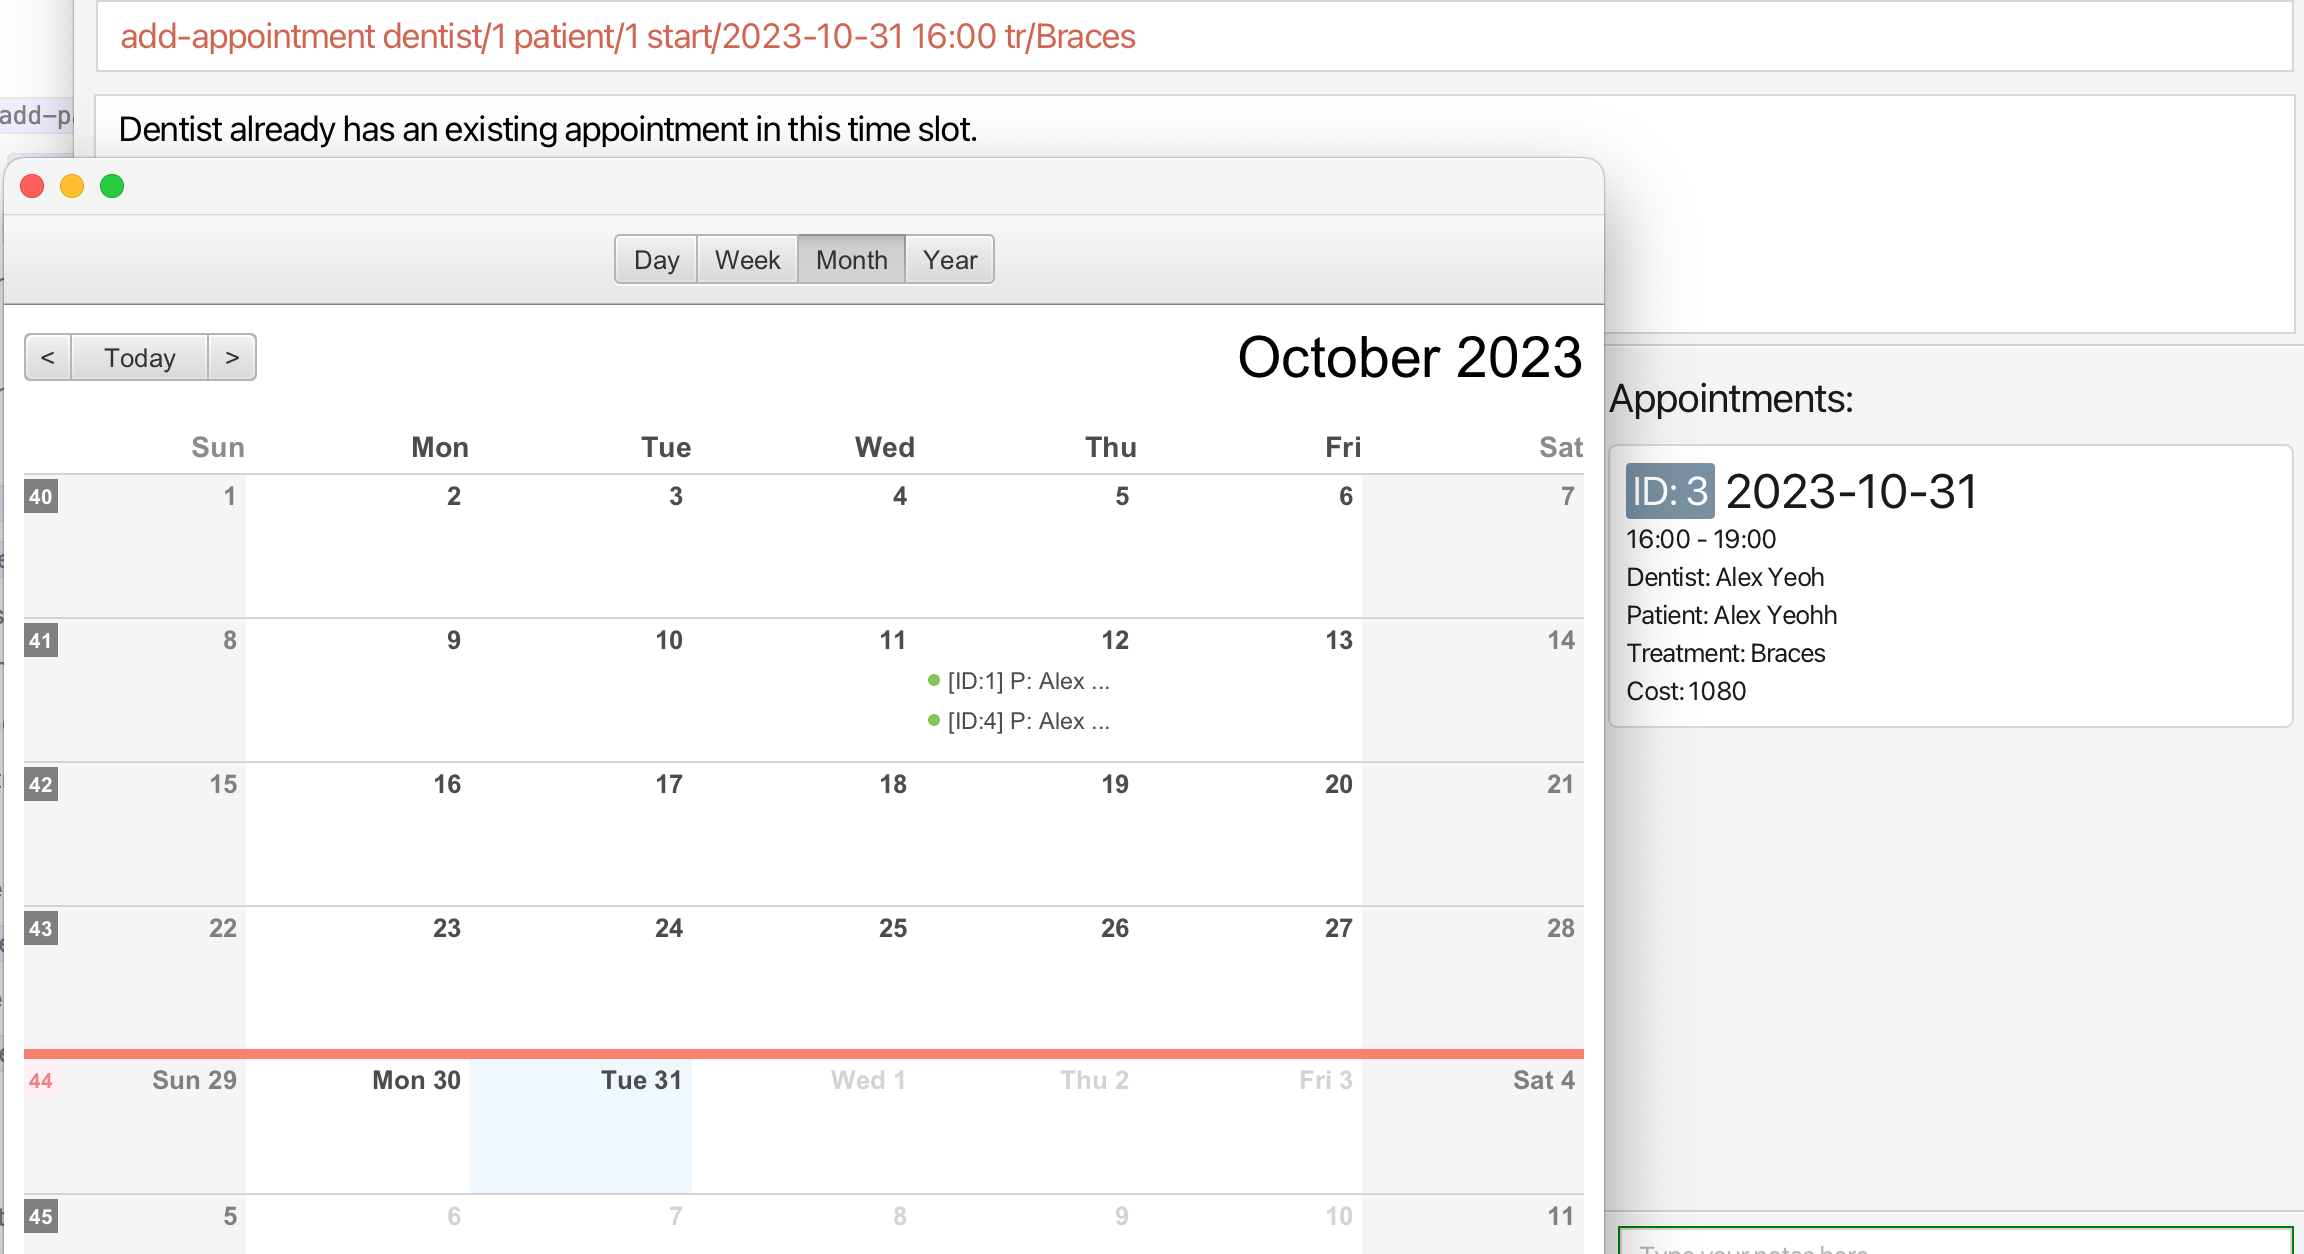 add-appointment dentist/1 patient/1 start/2023-10-31 16:00 tr/Braces
add-p
Dentist already has an existing appointment in this time slot.
Day Week Month Year
< Today > October 2023
Sun Mon Tue Wed Thu Fri Sat
40 1 2 3 4 5 6 7
41 8 9 10 11 12 13 14
[ID:1] P: Alex ...
[ID:4] P: Alex ...
42 15 16 17 18 19 20 21
43 22 23 24 25 26 27 28
44 Sun 29 Mon 30 Tue 31 Wed 1 Thu 2 Fri 3 Sat 4
45 5 6 7 8 9 10 11
Appointments:
ID: 3 2023-10-31
16:00 - 19:00
Dentist: Alex Yeoh
Patient: Alex Yeohh
Treatment: Braces
Cost: 1080
Type your notes here